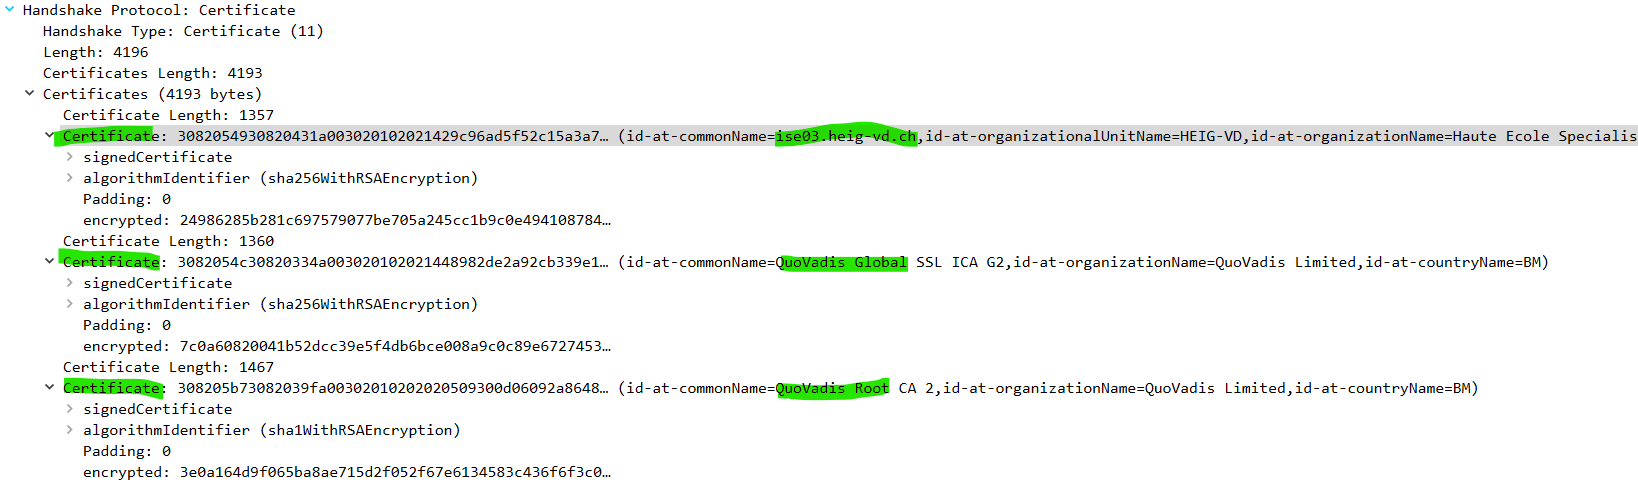 Handshake Protocol: Certificate
Handshake Type: Certificate (11)
Length: 4196
Certificates Length: 4193
Certificates (4193 bytes)
Certificate Length: 1357
Certificate: 3082054930820431a003020102021429c96ad5f52c15a3a7… (id-at-commonName=ise03.heig-vd.ch,id-at-organizationalUnitName=HEIG-VD,id-at-organizationName=Haute Ecole Specialis
signedCertificate
algorithmIdentifier (sha256WithRSAEncryption)
Padding: 0
encrypted: 24986285b281c697579077be705a245cc1b9c0e494108784…
Certificate Length: 1360
Certificate: 3082054c30820334a003020102021448982de2a92cb339e1… (id-at-commonName=QuoVadis Global SSL ICA G2,id-at-organizationName=QuoVadis Limited,id-at-countryName=BM)
signedCertificate
algorithmIdentifier (sha256WithRSAEncryption)
Padding: 0
encrypted: 7c0a60820041b52dcc39e5f4db6bce008a9c0c89e6727453…
Certificate Length: 1467
Certificate: 308205b73082039fa00302010202020509300d06092a8648… (id-at-commonName=QuoVadis Root CA 2,id-at-organizationName=QuoVadis Limited,id-at-countryName=BM)
signedCertificate
algorithmIdentifier (sha1WithRSAEncryption)
Padding: 0
encrypted: 3e0a164d9f065ba8ae715d2f052f67e6134583c436f6f3c0…